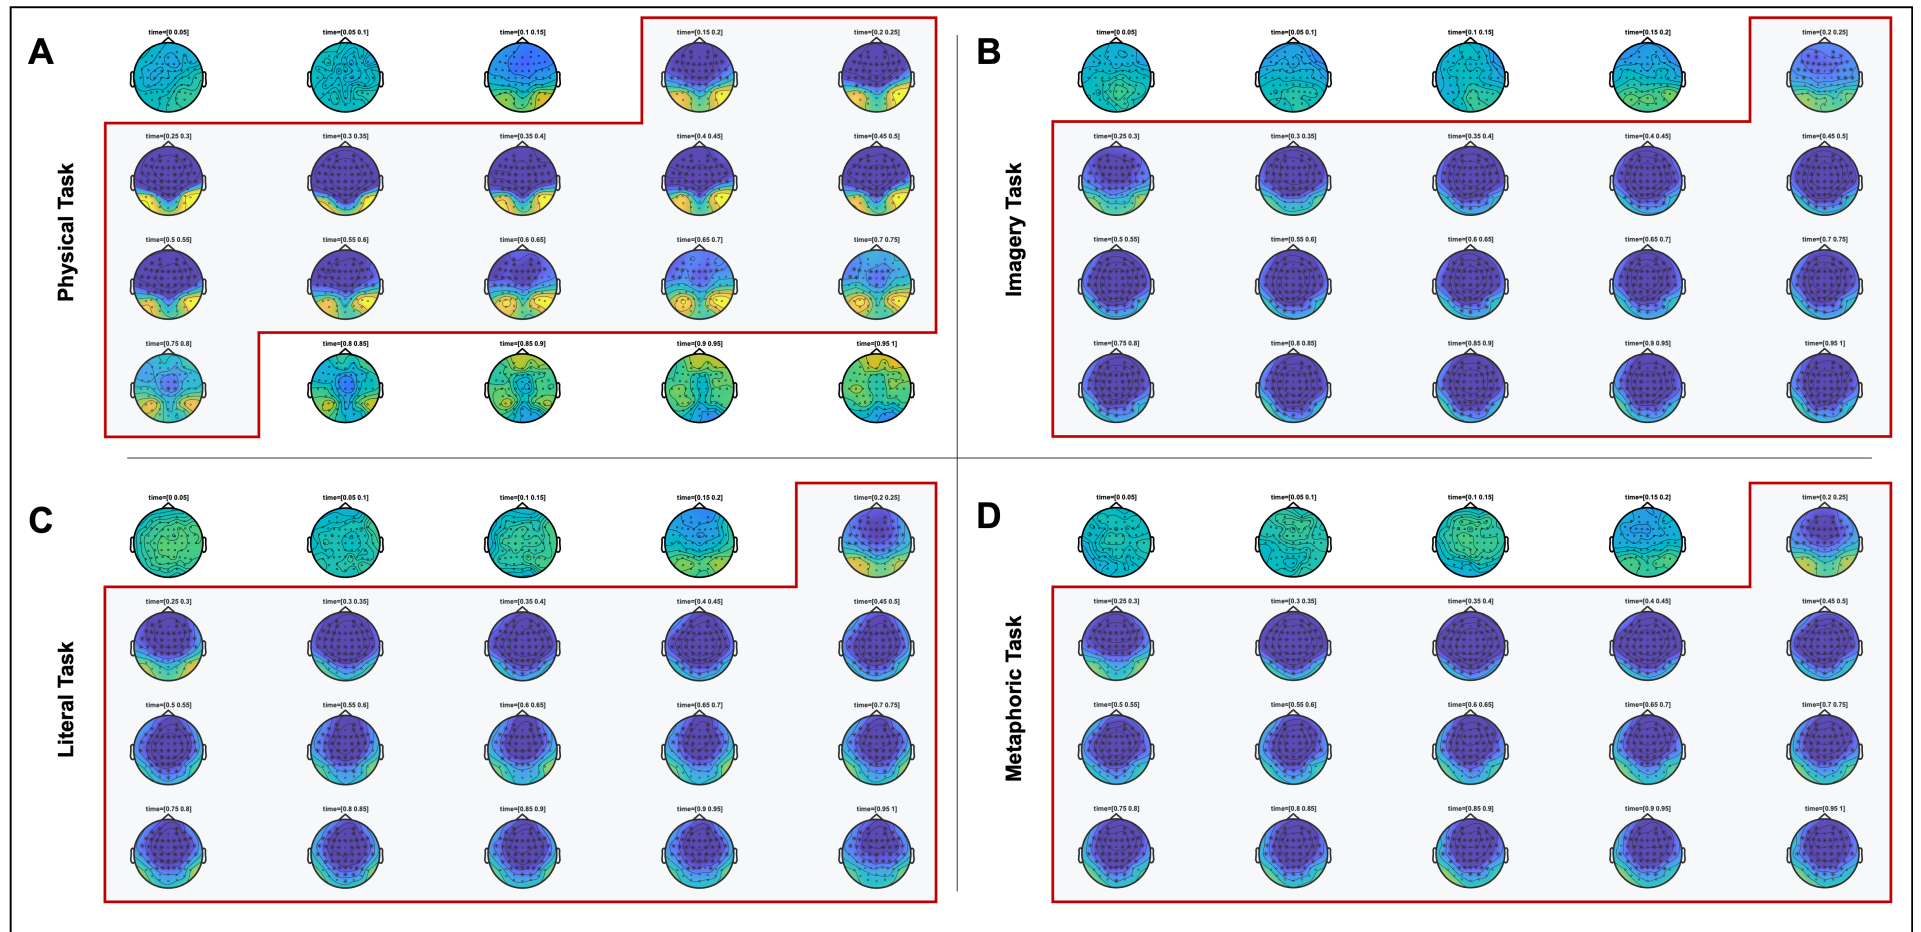 A
Physical Task
time=[0 0.05]
time=[0.05 0.1]
time=[0.1 0.15]
time=[0.15 0.2]
time=[0.2 0.25]
time=[0.25 0.3]
time=[0.3 0.35]
time=[0.35 0.4]
time=[0.4 0.45]
time=[0.45 0.5]
time=[0.5 0.55]
time=[0.55 0.6]
time=[0.6 0.65]
time=[0.65 0.7]
time=[0.7 0.75]
time=[0.75 0.8]
time=[0.8 0.85]
time=[0.85 0.9]
time=[0.9 0.95]
time=[0.95 1]
B
Imagery Task
time=[0 0.05]
time=[0.05 0.1]
time=[0.1 0.15]
time=[0.15 0.2]
time=[0.2 0.25]
time=[0.25 0.3]
time=[0.3 0.35]
time=[0.35 0.4]
time=[0.4 0.45]
time=[0.45 0.5]
time=[0.5 0.55]
time=[0.55 0.6]
time=[0.6 0.65]
time=[0.65 0.7]
time=[0.7 0.75]
time=[0.75 0.8]
time=[0.8 0.85]
time=[0.85 0.9]
time=[0.9 0.95]
time=[0.95 1]
C
Literal Task
time=[0 0.05]
time=[0.05 0.1]
time=[0.1 0.15]
time=[0.15 0.2]
time=[0.2 0.25]
time=[0.25 0.3]
time=[0.3 0.35]
time=[0.35 0.4]
time=[0.4 0.45]
time=[0.45 0.5]
time=[0.5 0.55]
time=[0.55 0.6]
time=[0.6 0.65]
time=[0.65 0.7]
time=[0.7 0.75]
time=[0.75 0.8]
time=[0.8 0.85]
time=[0.85 0.9]
time=[0.9 0.95]
time=[0.95 1]
D
Metaphoric Task
time=[0 0.05]
time=[0.05 0.1]
time=[0.1 0.15]
time=[0.15 0.2]
time=[0.2 0.25]
time=[0.25 0.3]
time=[0.3 0.35]
time=[0.35 0.4]
time=[0.4 0.45]
time=[0.45 0.5]
time=[0.5 0.55]
time=[0.55 0.6]
time=[0.6 0.65]
time=[0.65 0.7]
time=[0.7 0.75]
time=[0.75 0.8]
time=[0.8 0.85]
time=[0.85 0.9]
time=[0.9 0.95]
time=[0.95 1]